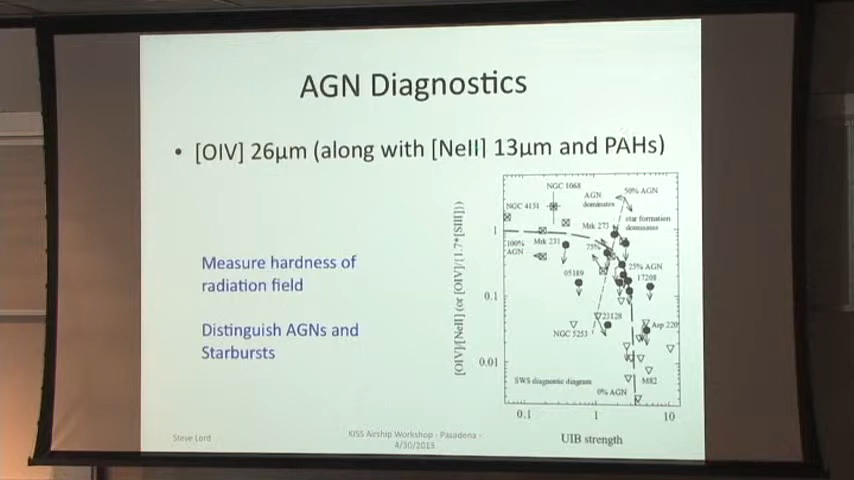 AGN Diagnostics
• [OIV] 26μm (along with [NeII] 13μm and PAHs)
Measure hardness of
radiation field
Distinguish AGNs and
Starbursts
[OIV]/[NeII] (or [OIV]/(1.7*[SIII]))
NGC 1068
50% AGN
AGN
dominates
NGC 4151
star formation
dominates
Mrk 273
1
Mrk 231
100%
AGN
75%
25% AGN
05189
17208
0.1
23128
Arp 220
NGC 5253
0.01
SWS diagnostic diagram
M82
0% AGN
0.1
1
10
UIB strength
Steve Lord
KISS Airship Workshop - Pasadena -
4/30/2013